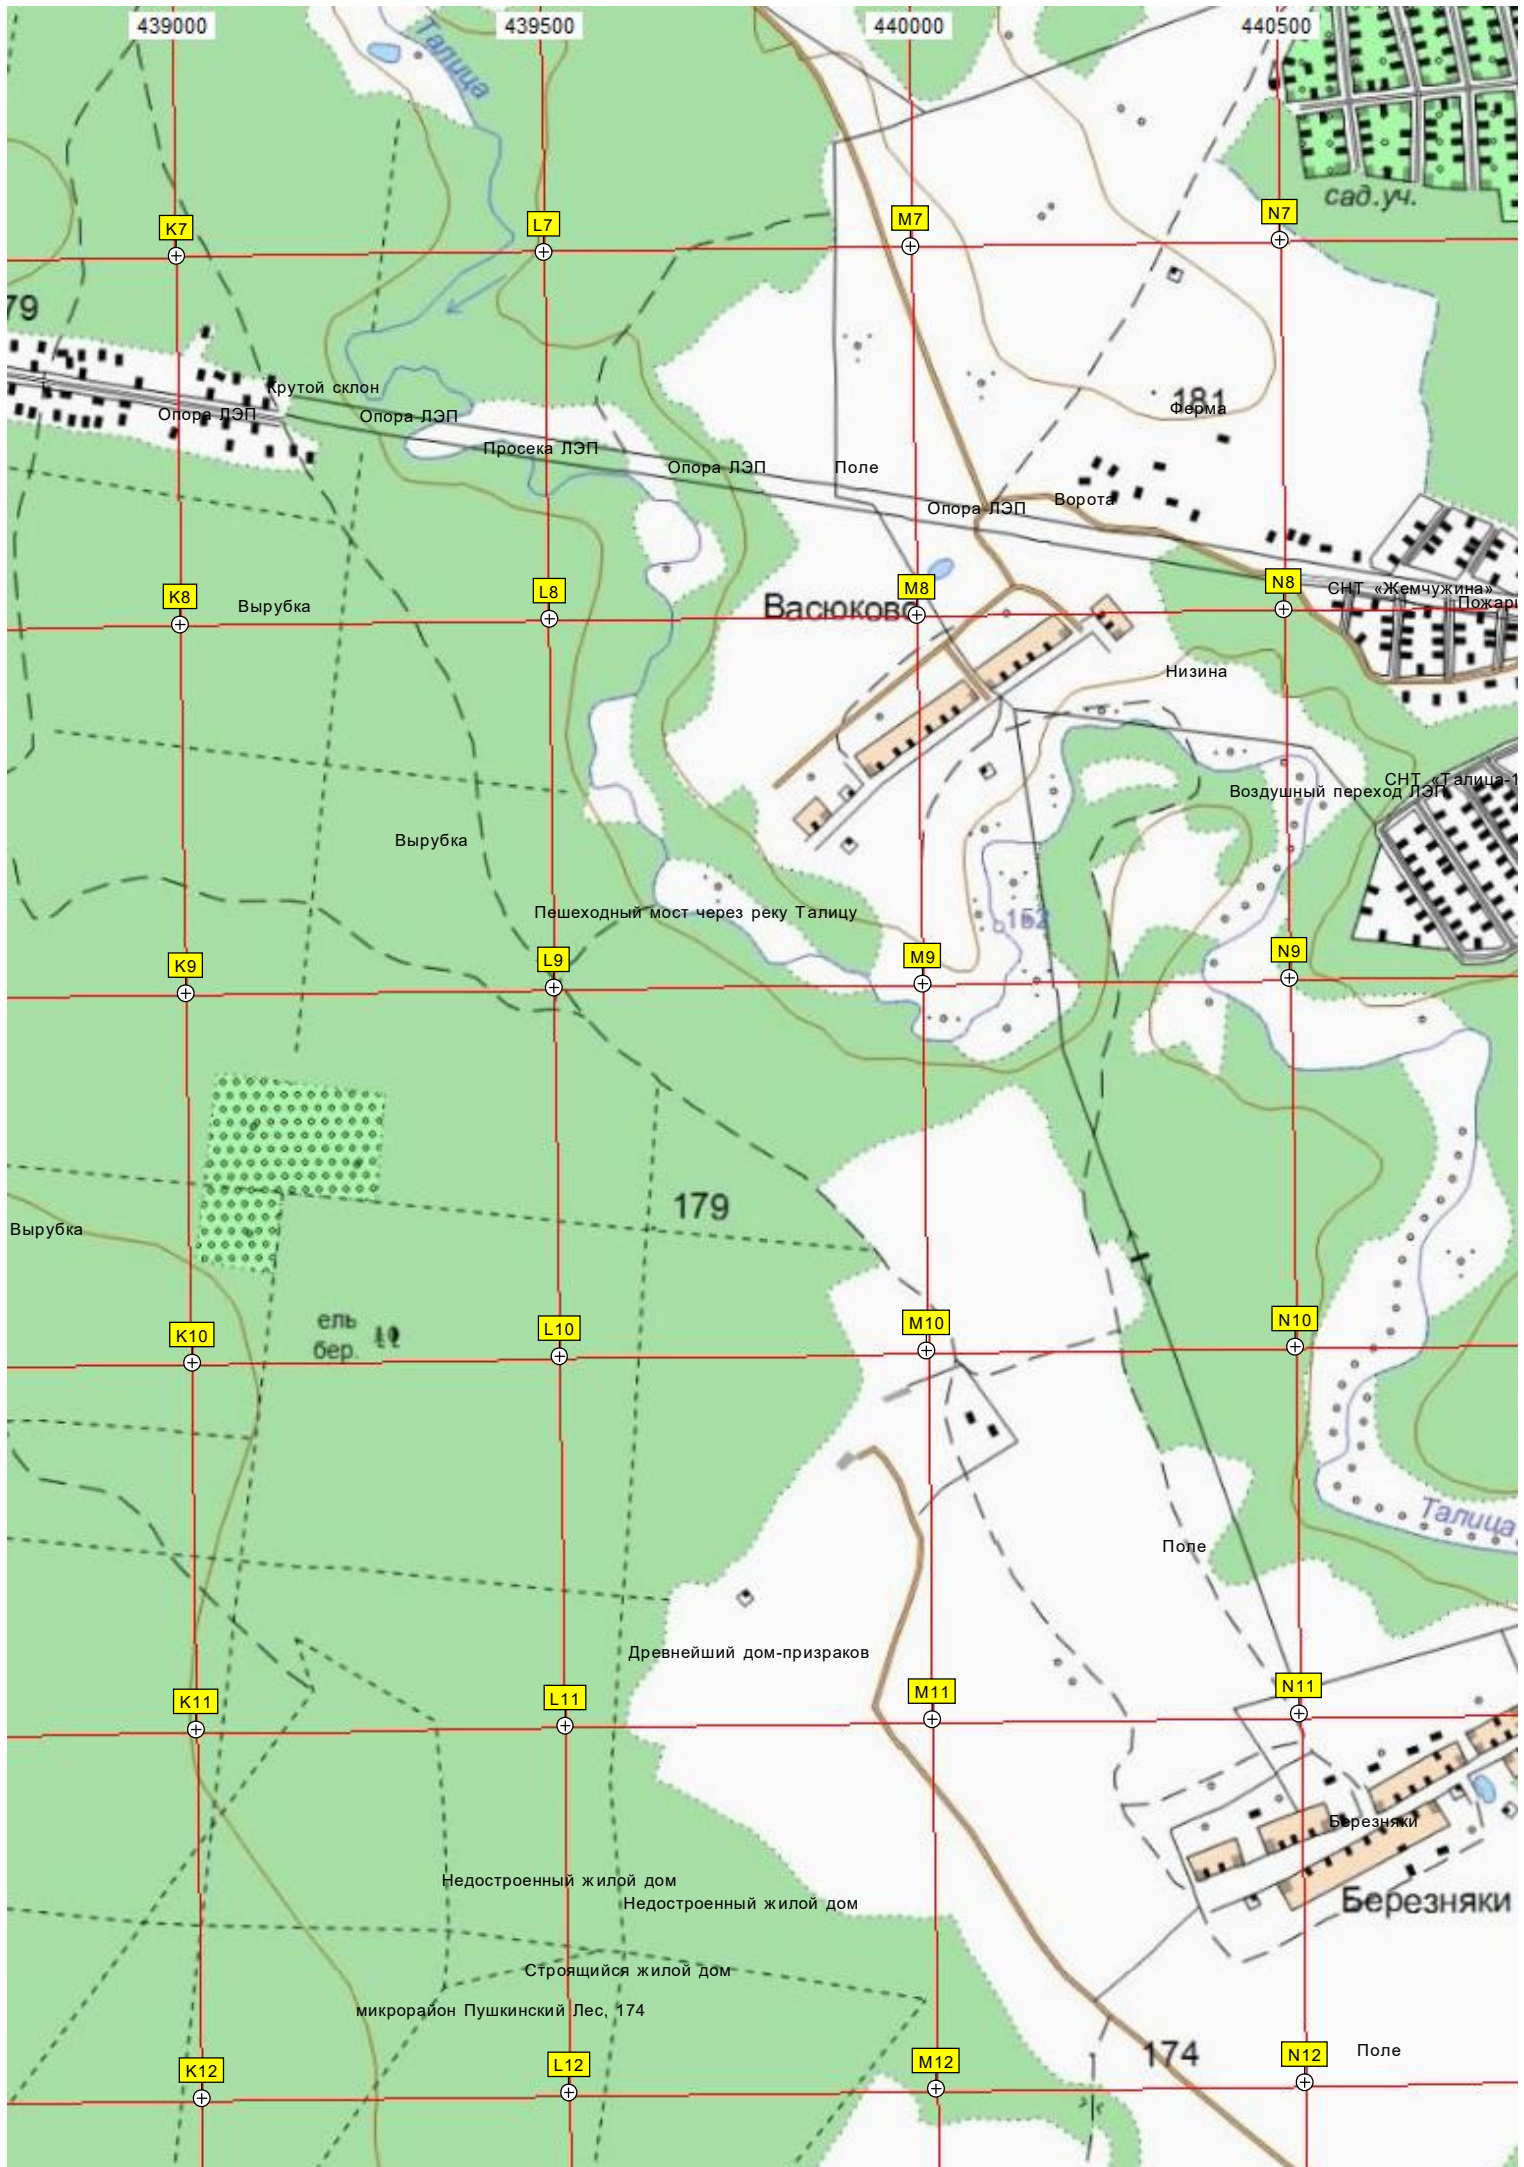 439000 439500 440000 440500
Талица
сад.уч.
K7 L7 M7 N7
79
Крутой склон
181
Опора ЛЭП
Опора ЛЭП
Ферма
Просека ЛЭП
Опора ЛЭП
Поле
Ворота
Опора ЛЭП
K8 L8 M8 N8
СНТ «Жемчужина»
Вырубка
Васюково
Низина
СНТ «Талица-1
Воздушный переход ЛЭП
Вырубка
Пешеходный мост через реку Талицу
152
K9 L9 M9 N9
179
Вырубка
ель
бер.
K10 L10 M10 N10
Талица
Поле
Древнейший дом-призраков
K11 L11 M11 N11
Березняки
Недостроенный жилой дом
Недостроенный жилой дом
Березняки
Строящийся жилой дом
микрорайон Пушкинский Лес, 174
174
Поле
K12 L12 M12 N12